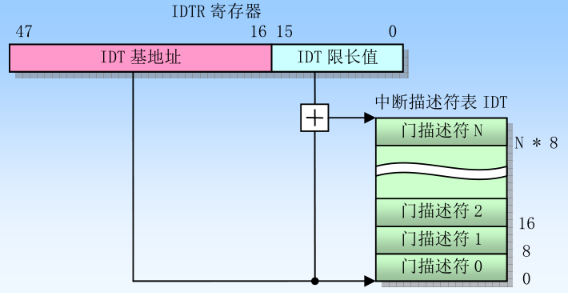 IDTR 寄存器
47 16 15 0
IDT 基地址 IDT 限长值
中断描述符表 IDT
门描述符 N
N * 8
门描述符 2
16
门描述符 1
8
门描述符 0
0